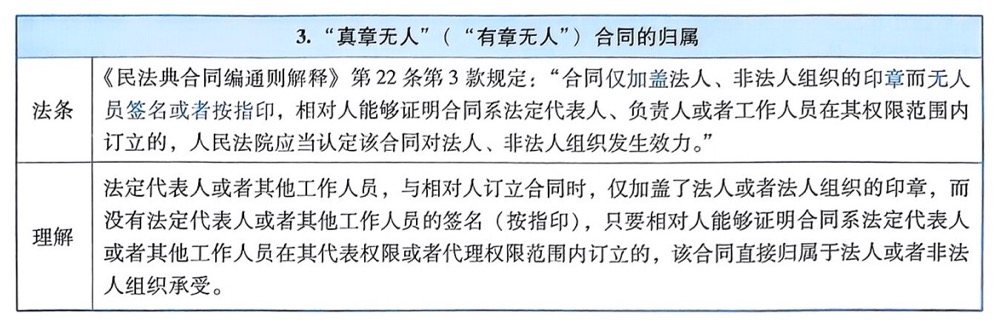 3. “真章无人”（“有章无人”）合同的归属
法条
《民法典合同编通则解释》第 22 条第 3 款规定：“合同仅加盖法人、非法人组织的印章而无人
员签名或者按指印，相对人能够证明合同系法定代表人、负责人或者工作人员在其权限范围内
订立的，人民法院应当认定该合同对法人、非法人组织发生效力。”
理解
法定代表人或者其他工作人员，与相对人订立合同时，仅加盖了法人或者法人组织的印章，而
没有法定代表人或者其他工作人员的签名（按指印），只要相对人能够证明合同系法定代表人
或者其他工作人员在其代表权限或者代理权限范围内订立的，该合同直接归属于法人或者非法
人组织承受。